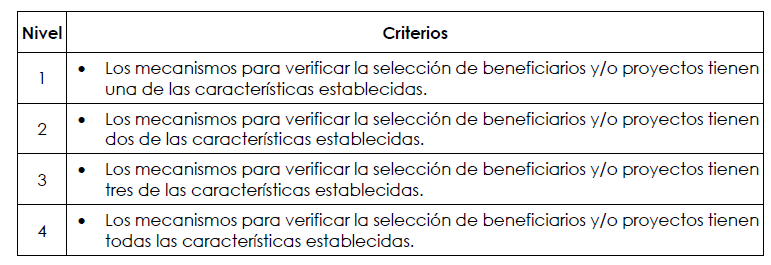 Nivel Criterios
1 • Los mecanismos para verificar la selección de beneficiarios y/o proyectos tienen
una de las características establecidas.
2 • Los mecanismos para verificar la selección de beneficiarios y/o proyectos tienen
dos de las características establecidas.
3 • Los mecanismos para verificar la selección de beneficiarios y/o proyectos tienen
tres de las características establecidas.
4 • Los mecanismos para verificar la selección de beneficiarios y/o proyectos tienen
todas las características establecidas.